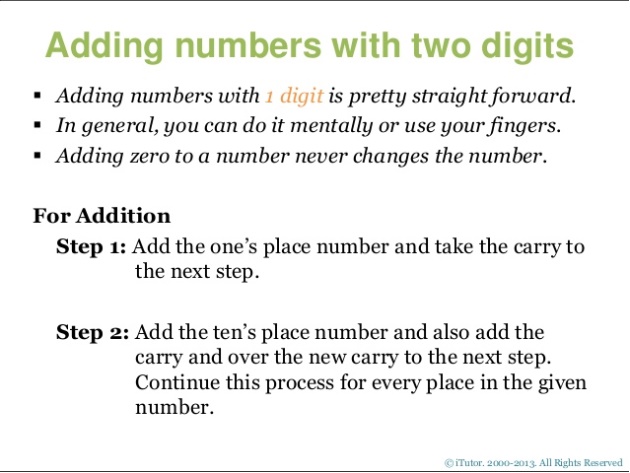 Adding numbers with two digits
▪ Adding numbers with 1 digit is pretty straight forward.
▪ In general, you can do it mentally or use your fingers.
▪ Adding zero to a number never changes the number.
For Addition
Step 1: Add the one’s place number and take the carry to
the next step.
Step 2: Add the ten’s place number and also add the
carry and over the new carry to the next step.
Continue this process for every place in the given
number.
© iTutor. 2000-2013. All Rights Reserved